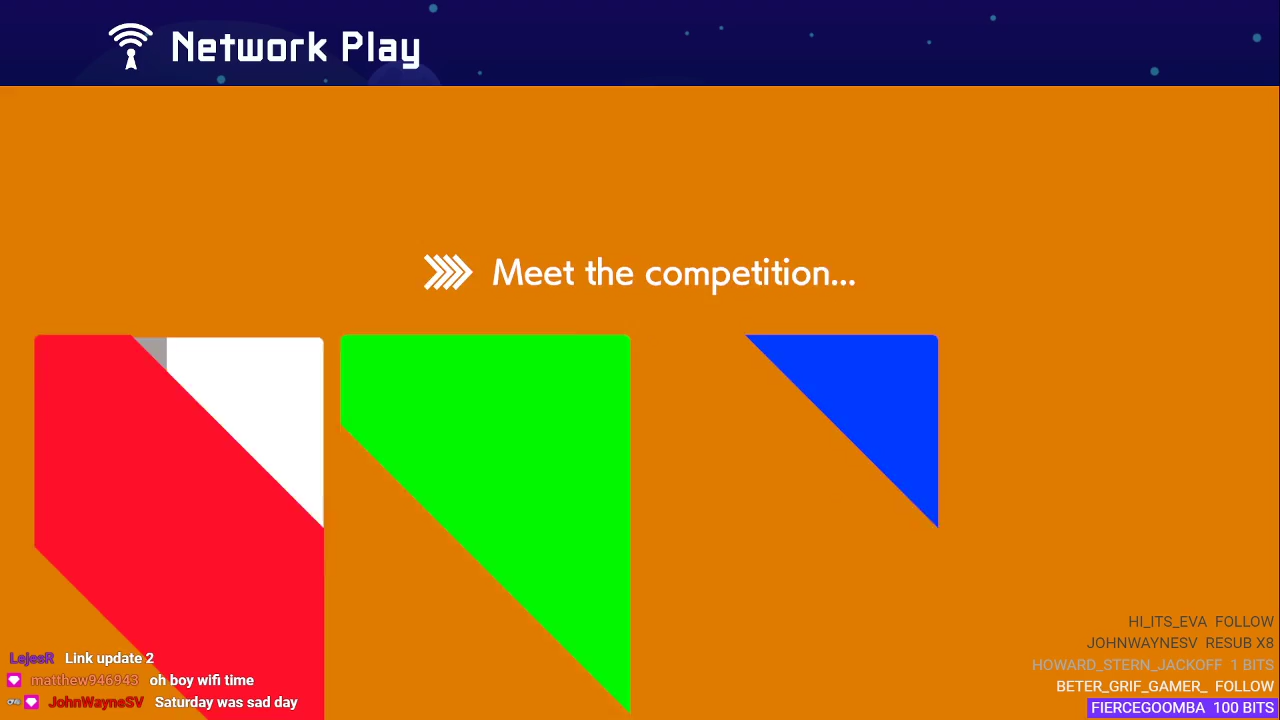 Network Play
Meet the competition...
HI_ITS_EVA FOLLOW
JOHNWAYNESV RESUB X8
LejesR Link update 2
HOWARD_STERN_JACKOFF 1 BITS
matthew946943 oh boy wifi time
BETER_GRIF_GAMER_ FOLLOW
JohnWayneSV Saturday was sad day
FIERCEGOOMBA 100 BITS